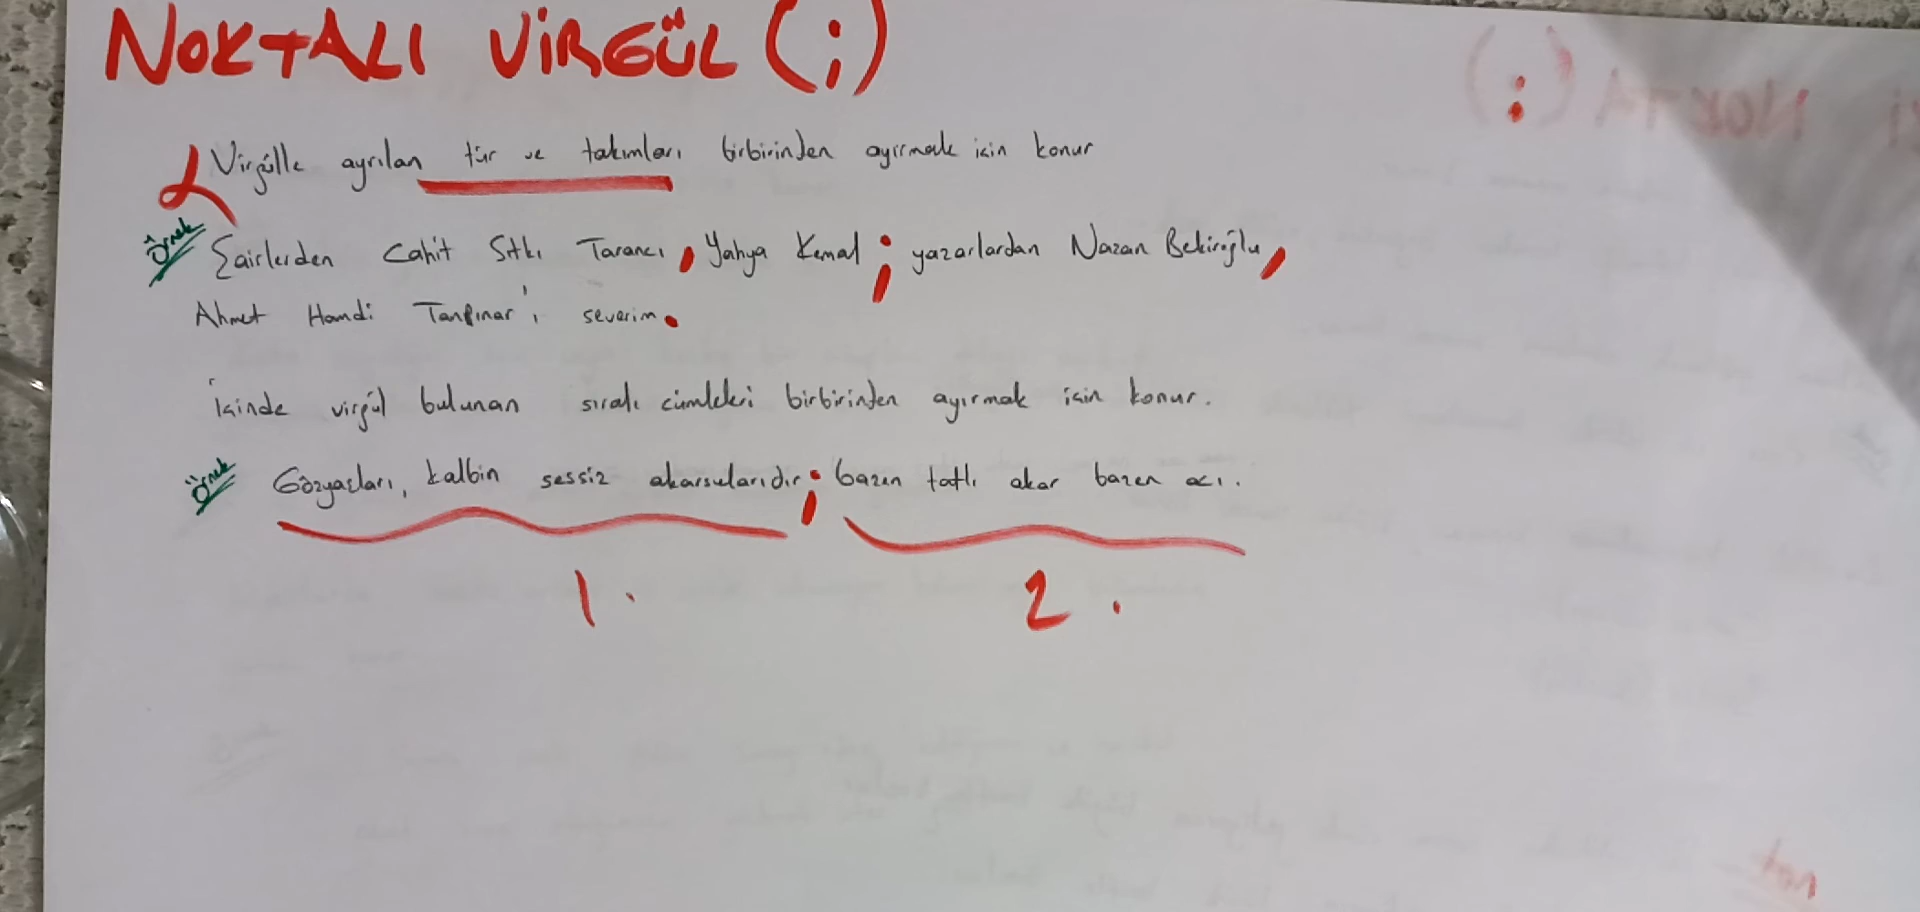 NOKTALI VİRGÜL (;)
Virgülle ayrılan tür ve takımları birbirinden ayırmak için konur
Örnek Şairlerden Cahit Sıtkı Tarancı, Yahya Kemal; yazarlardan Nazan Bekiroğlu,
Ahmet Hamdi Tanpınar'ı severim.
İçinde virgül bulunan sıralı cümleleri birbirinden ayırmak için konur.
Örnek Gözyaşları, kalbin sessiz akarsularıdır; bazen tatlı akar bazen acı.
1. 2.